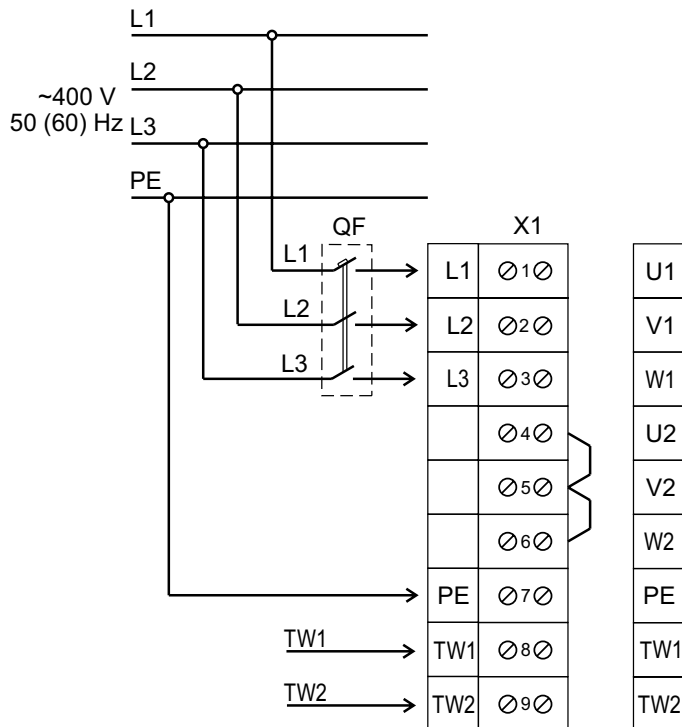 L1
L2
~400 V
50 (60) Hz
L3
PE
QF
X1
L1
L1
1
U1
L2
L2
2
V1
L3
L3
3
W1
4
U2
5
V2
6
W2
PE
7
PE
TW1
TW1
8
TW1
TW2
TW2
9
TW2